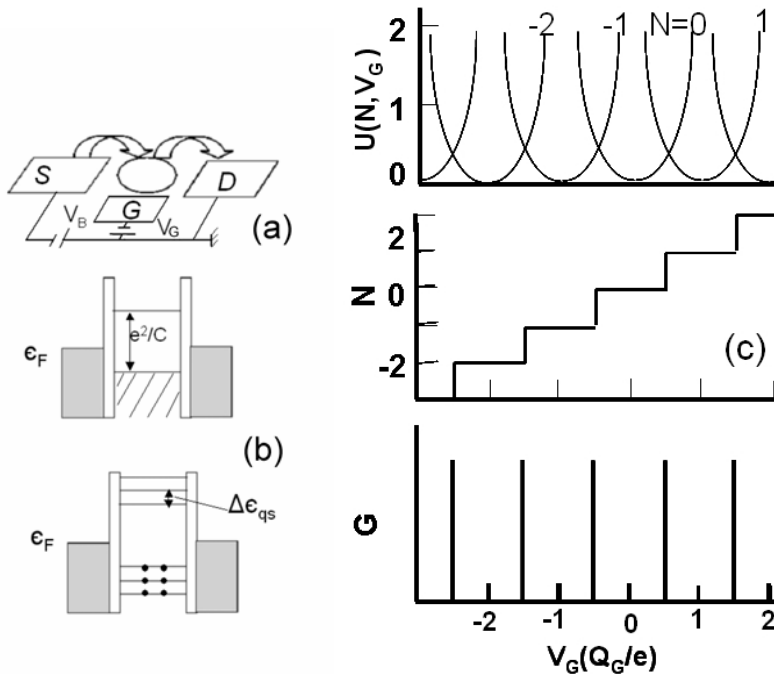 S
D
G
V_B
V_G
(a)
ϵ_F
e²/C
(b)
ϵ_F
Δϵ_qs
U(N,V_G)
2
1
0
-2 -1 N=0 1
N
2
0
-2
(c)
G
-2 -1 0 1 2
V_G(Q_G/e)